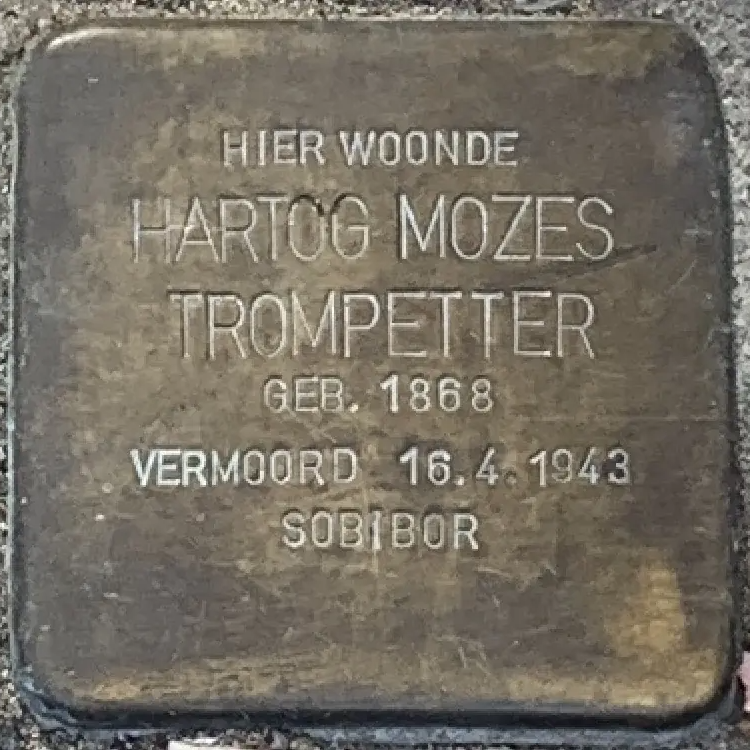 HIER WOONDE
HARTOG MOZES
TROMPETTER
GEB. 1868
VERMOORD 16.4.1943
SOBIBOR